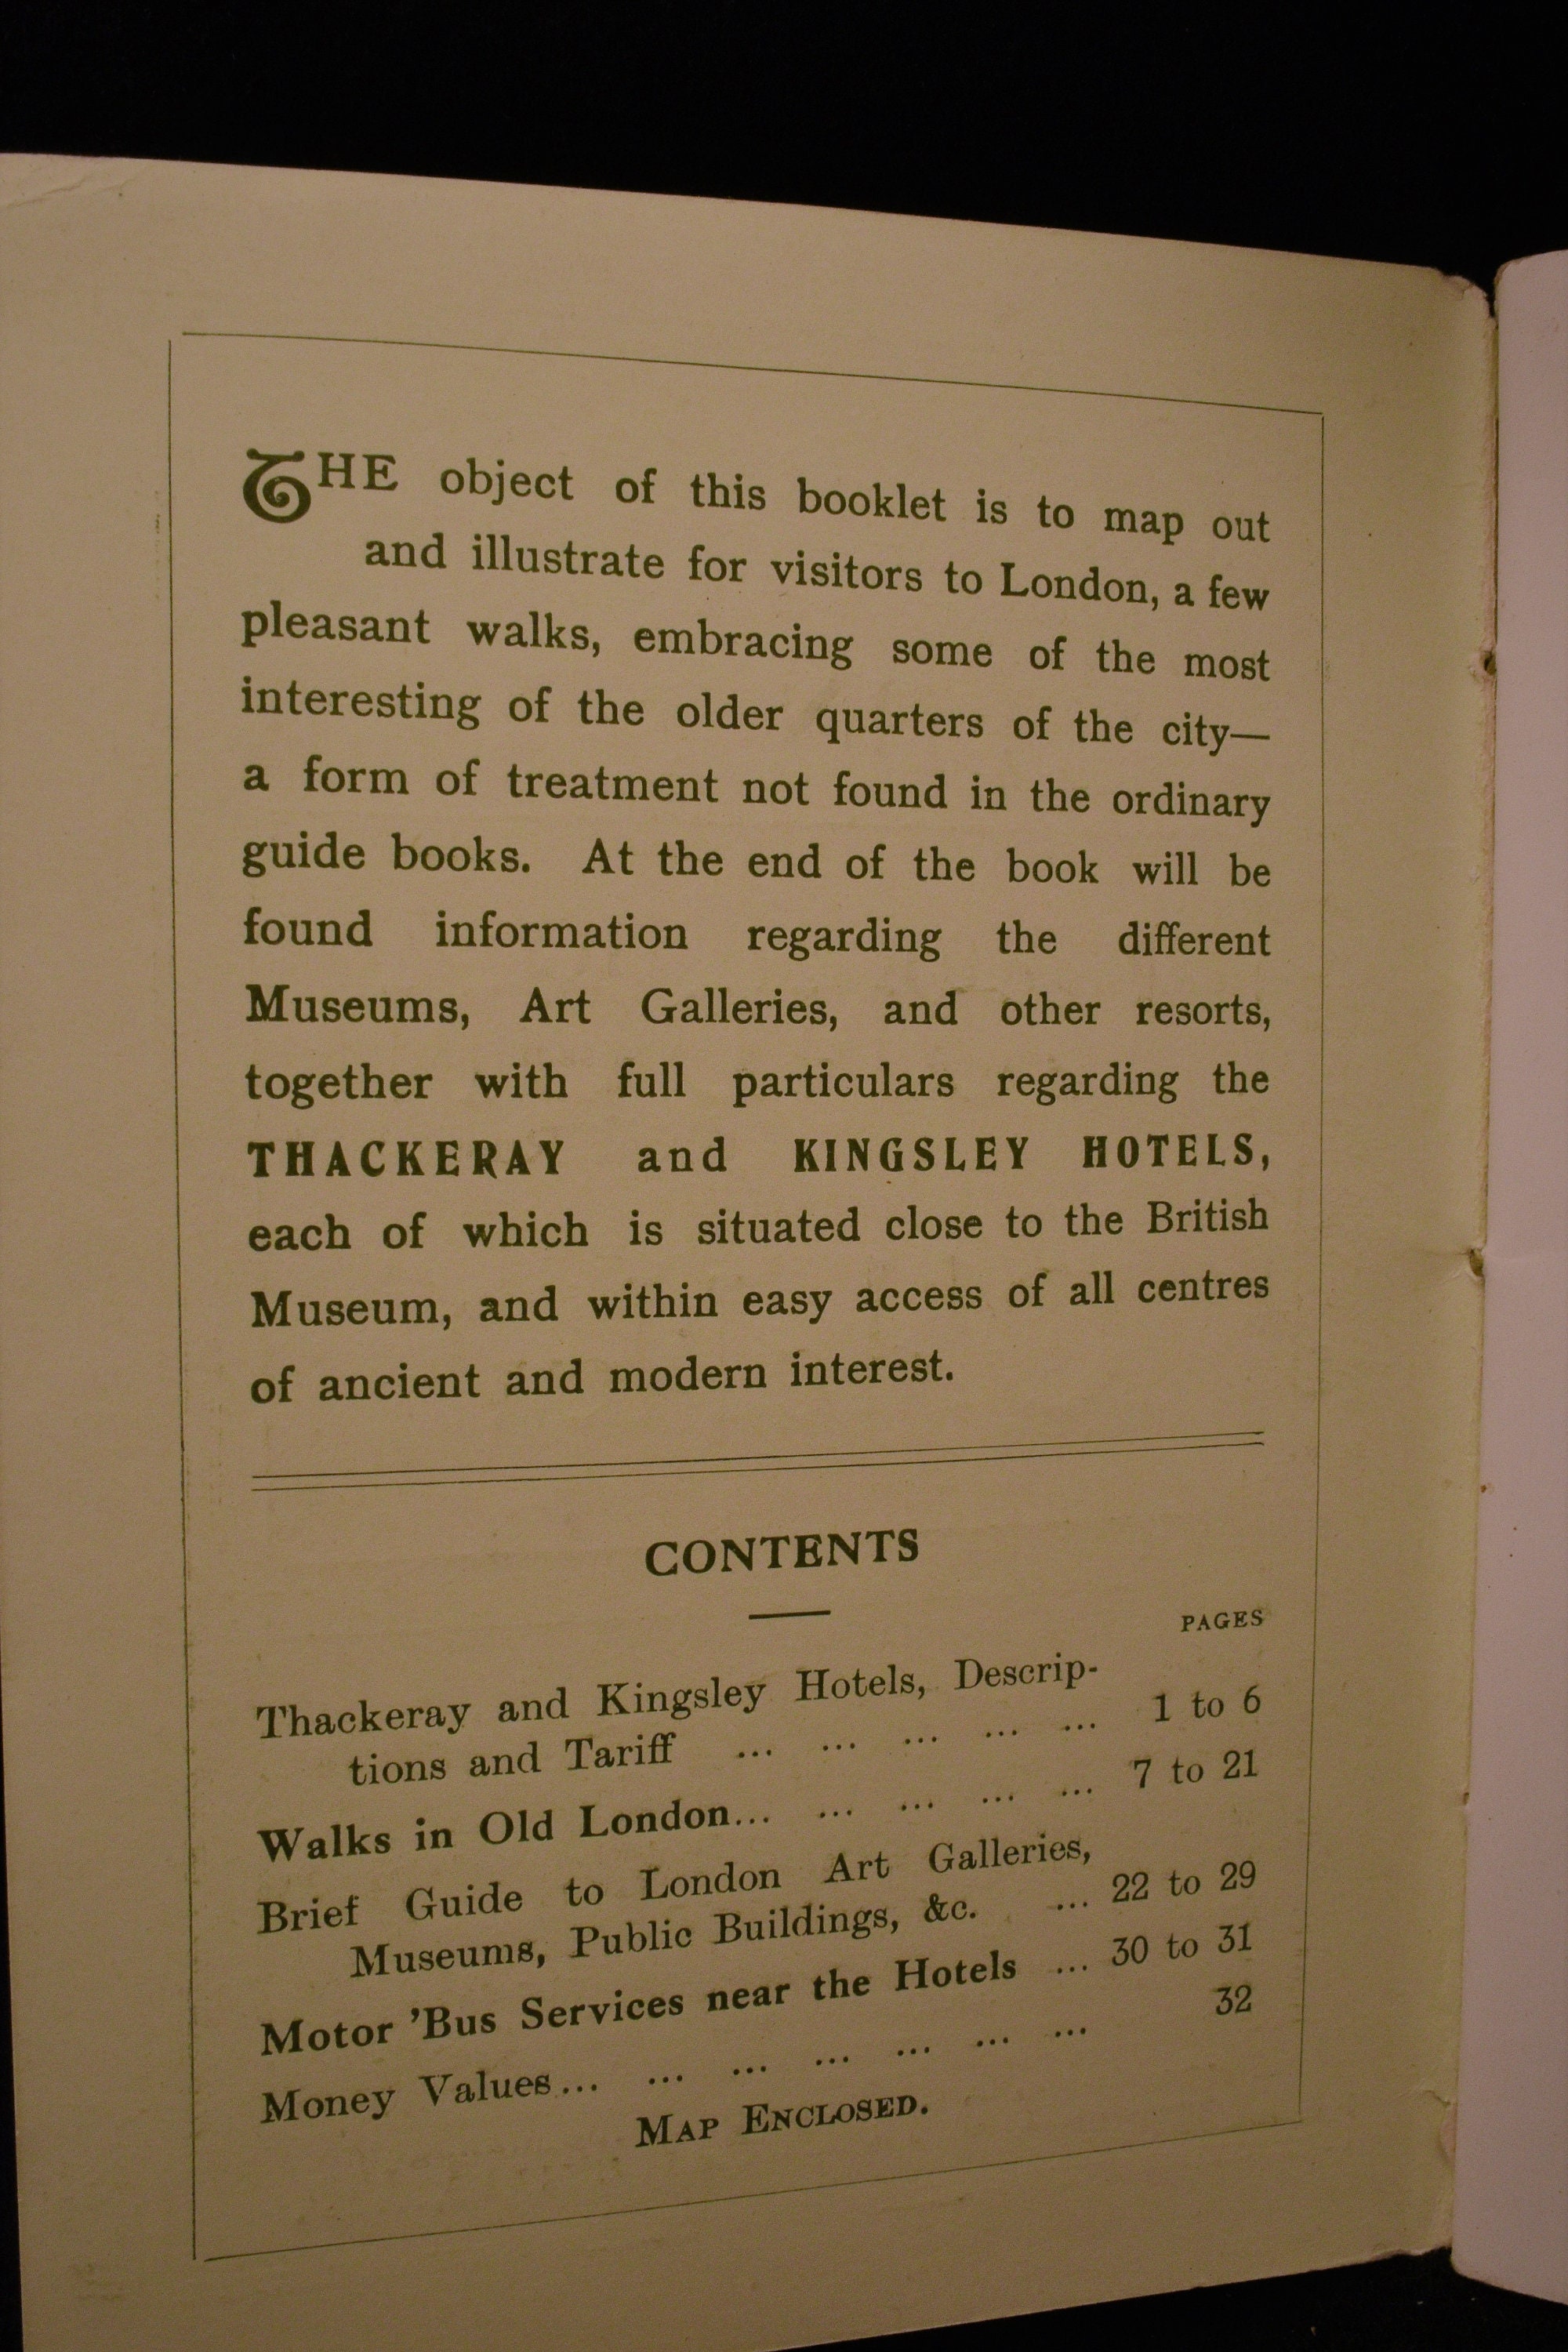 THE object of this booklet is to map out
and illustrate for visitors to London, a few
pleasant walks, embracing some of the most
interesting of the older quarters of the city—
a form of treatment not found in the ordinary
guide books. At the end of the book will be
found information regarding the different
Museums, Art Galleries, and other resorts,
together with full particulars regarding the
THACKERAY and KINGSLEY HOTELS,
each of which is situated close to the British
Museum, and within easy access of all centres
of ancient and modern interest.
CONTENTS
PAGES
Thackeray and Kingsley Hotels, Descrip-
tions and Tariff ... ... ... ... ... 1 to 6
Walks in Old London... ... ... ... ... 7 to 21
Brief Guide to London Art Galleries,
Museums, Public Buildings, &c. ... 22 to 29
Motor 'Bus Services near the Hotels ... 30 to 31
Money Values... ... ... ... ... ... ... 32
MAP ENCLOSED.